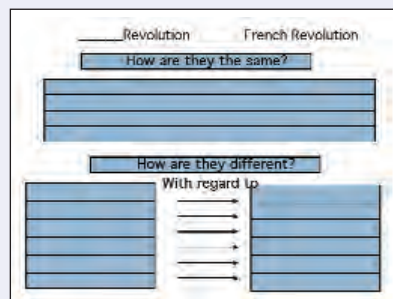 ______Revolution French Revolution
How are they the same?
How are they different?
With regard to